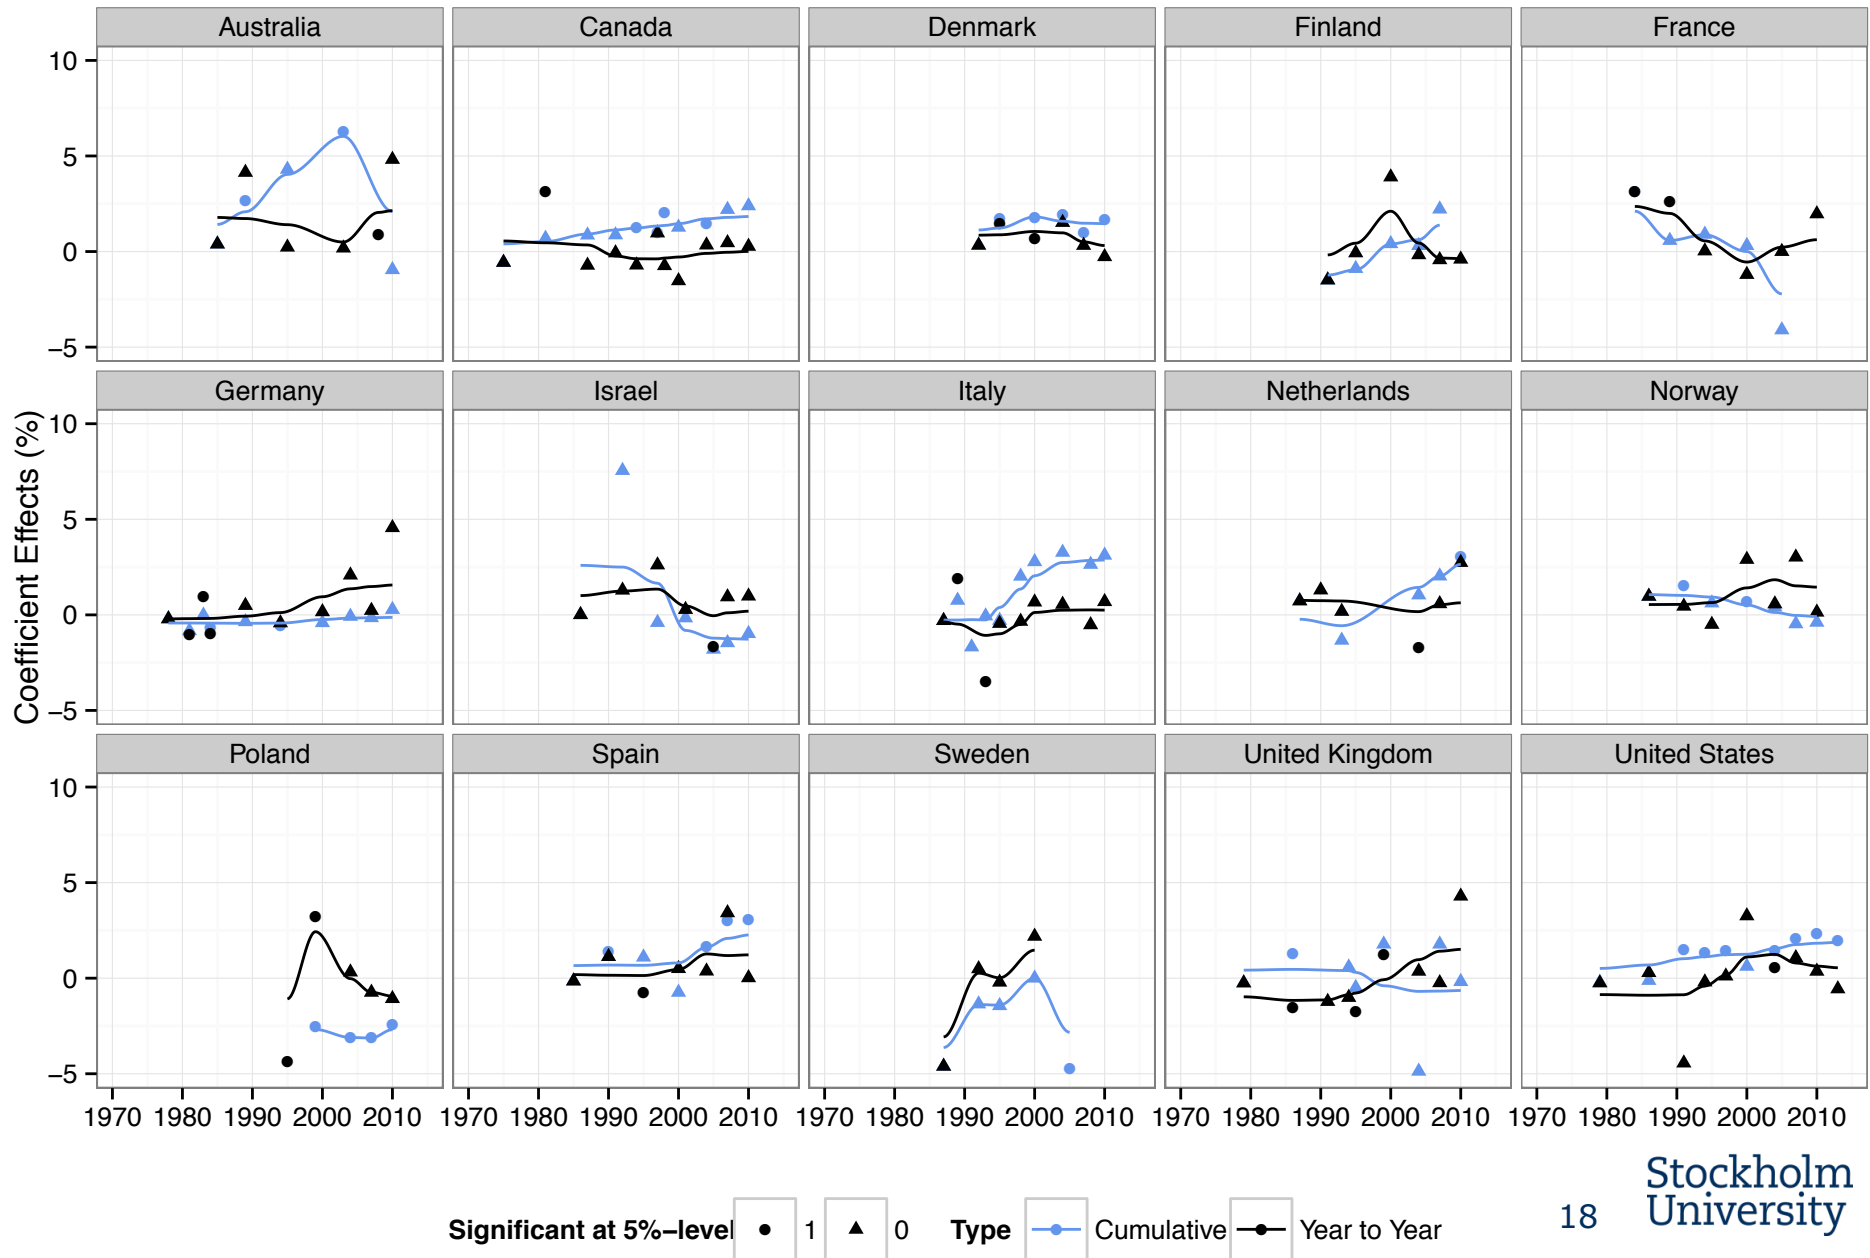 Australia Canada Denmark Finland France
10
5
0
−5
Germany Israel Italy Netherlands Norway
Coefficient Effects (%)
10
5
0
−5
Poland Spain Sweden United Kingdom United States
10
5
0
−5
1970 1980 1990 2000 2010 1970 1980 1990 2000 2010 1970 1980 1990 2000 2010 1970 1980 1990 2000 2010 1970 1980 1990 2000 2010
Significant at 5%−level 1 0 Type Cumulative Year to Year
18
Stockholm
University